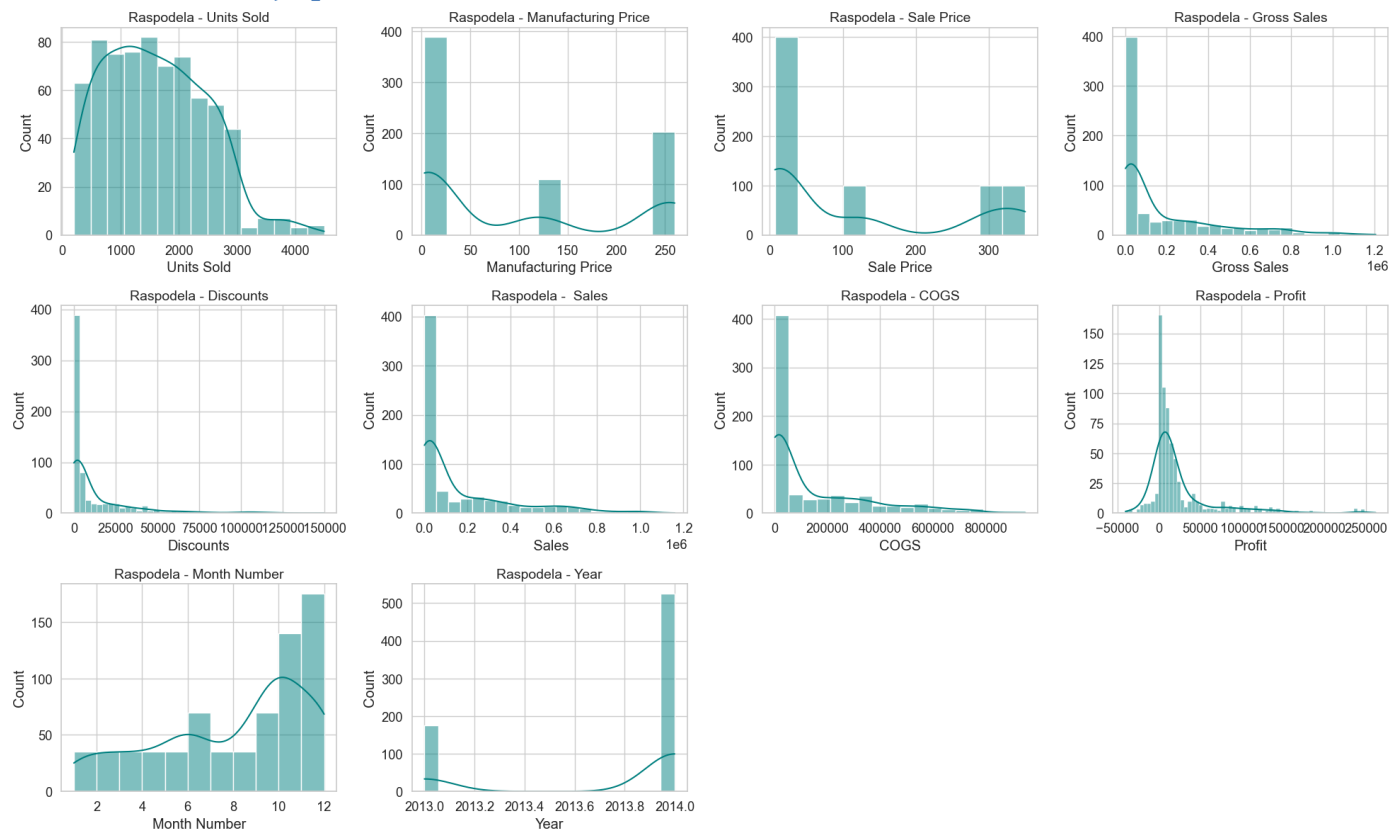 Raspodela - Units Sold
80
60
40
20
0
Count
0 1000 2000 3000 4000
Units Sold
Raspodela - Manufacturing Price
400
300
200
100
0
Count
0 50 100 150 200 250
Manufacturing Price
Raspodela - Sale Price
400
300
200
100
0
Count
0 100 200 300
Sale Price
Raspodela - Gross Sales
400
300
200
100
0
Count
0.0 0.2 0.4 0.6 0.8 1.0 1.2
1e6
Gross Sales
Raspodela - Discounts
400
300
200
100
0
Count
0 25000 50000 75000 100000 125000 150000
Discounts
Raspodela -  Sales
400
300
200
100
0
Count
0.0 0.2 0.4 0.6 0.8 1.0 1.2
1e6
Sales
Raspodela - COGS
400
300
200
100
0
Count
0 200000 400000 600000 800000
COGS
Raspodela - Profit
150
125
100
75
50
25
0
Count
−50000 0 50000 100000 150000 200000 250000
Profit
Raspodela - Month Number
150
100
50
0
Count
2 4 6 8 10 12
Month Number
Raspodela - Year
500
400
300
200
100
0
Count
2013.0 2013.2 2013.4 2013.6 2013.8 2014.0
Year